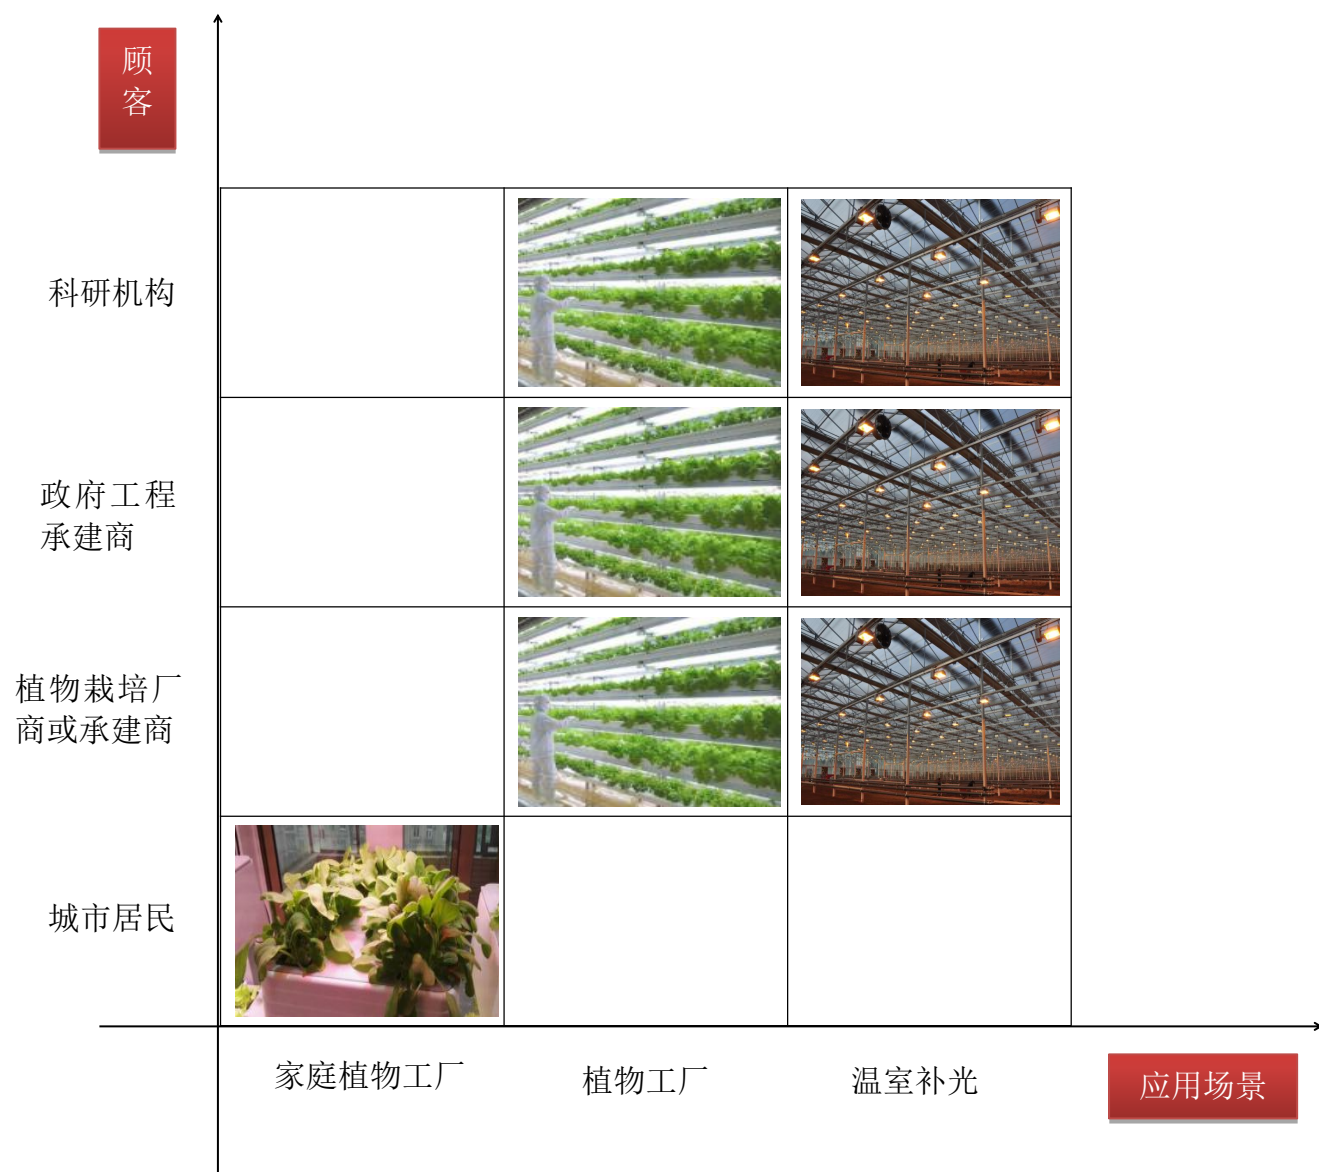 顾
客
科研机构
政府工程
承建商
植物栽培厂
商或承建商
城市居民
家庭植物工厂
植物工厂
温室补光
应用场景